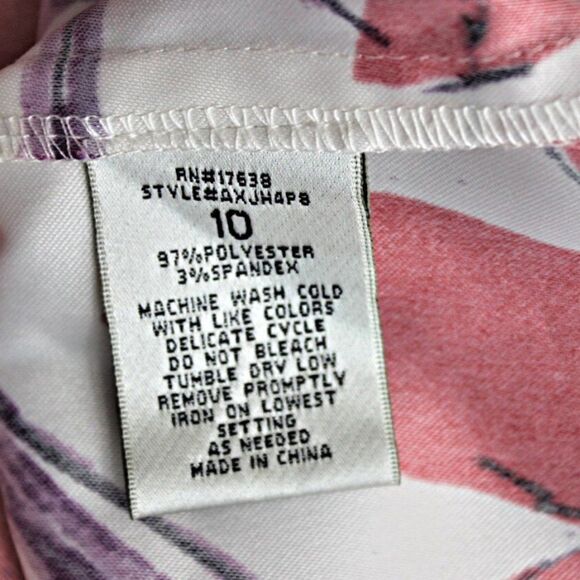 RN#17638
STYLE#AXJH4P8
10
97%POLYESTER
3%SPANDEX
MACHINE WASH COLD
WITH LIKE COLORS
DELICATE CYCLE
DO NOT BLEACH
TUMBLE DRY LOW
REMOVE PROMPTLY
IRON ON LOWEST
SETTING
AS NEEDED
MADE IN CHINA